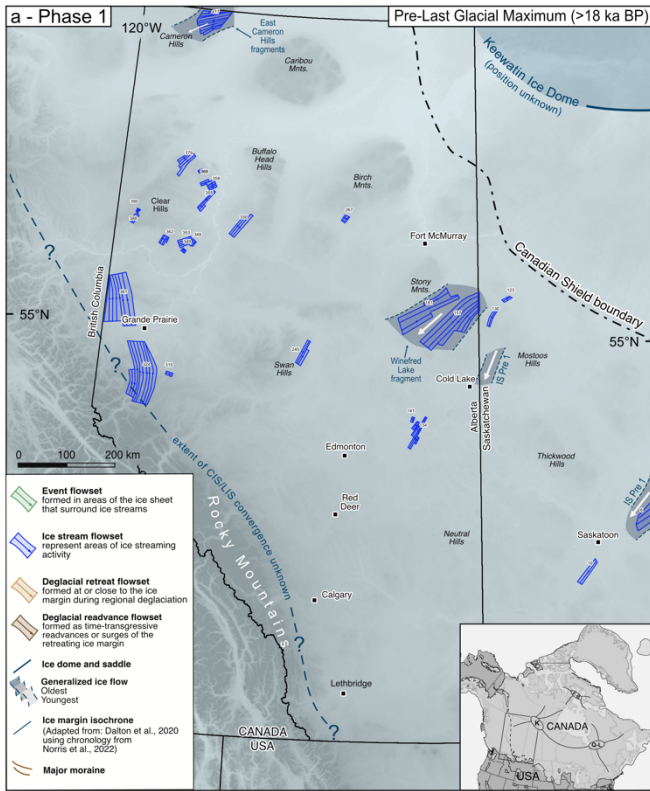 a - Phase 1
Pre-Last Glacial Maximum (>18 ka BP)
120°W
Cameron
Hills
East
Cameron
Hills
fragments
Caribou
Mnts.
Keewatin Ice Dome
(position unknown)
Buffalo
Head
Hills
Birch
Mnts.
Clear
Hills
Fort McMurray
Canadian Shield boundary
Stony
Mnts.
British Columbia
55°N
Grande Prairie
55°N
Winefred
Lake
fragment
Swan
Hills
Cold Lake
IS Pre 1
Mostoos
Hills
Alberta
Saskatchewan
0 100 200 km
Edmonton
Thickwood
Hills
IS Pre 1
extent of CIS/LIS convergence unknown
?
?
?
Red
Deer
Neutral
Hills
Saskatoon
Rocky Mountains
Calgary
Lethbridge
CANADA
USA
Event flowset
formed in areas of the ice sheet
that surround ice streams
Ice stream flowset
represent areas of ice streaming
activity
Deglacial retreat flowset
formed at or close to the ice
margin during regional deglaciation
Deglacial readvance flowset
formed as time-transgressive
readvances or surges of the
retreating ice margin
Ice dome and saddle
Generalized ice flow
Oldest
Youngest
Ice margin isochrone
(Adapted from: Dalton et al., 2020
using chronology from
Norris et al., 2022)
Major moraine
K
CANADA
Q-L
USA